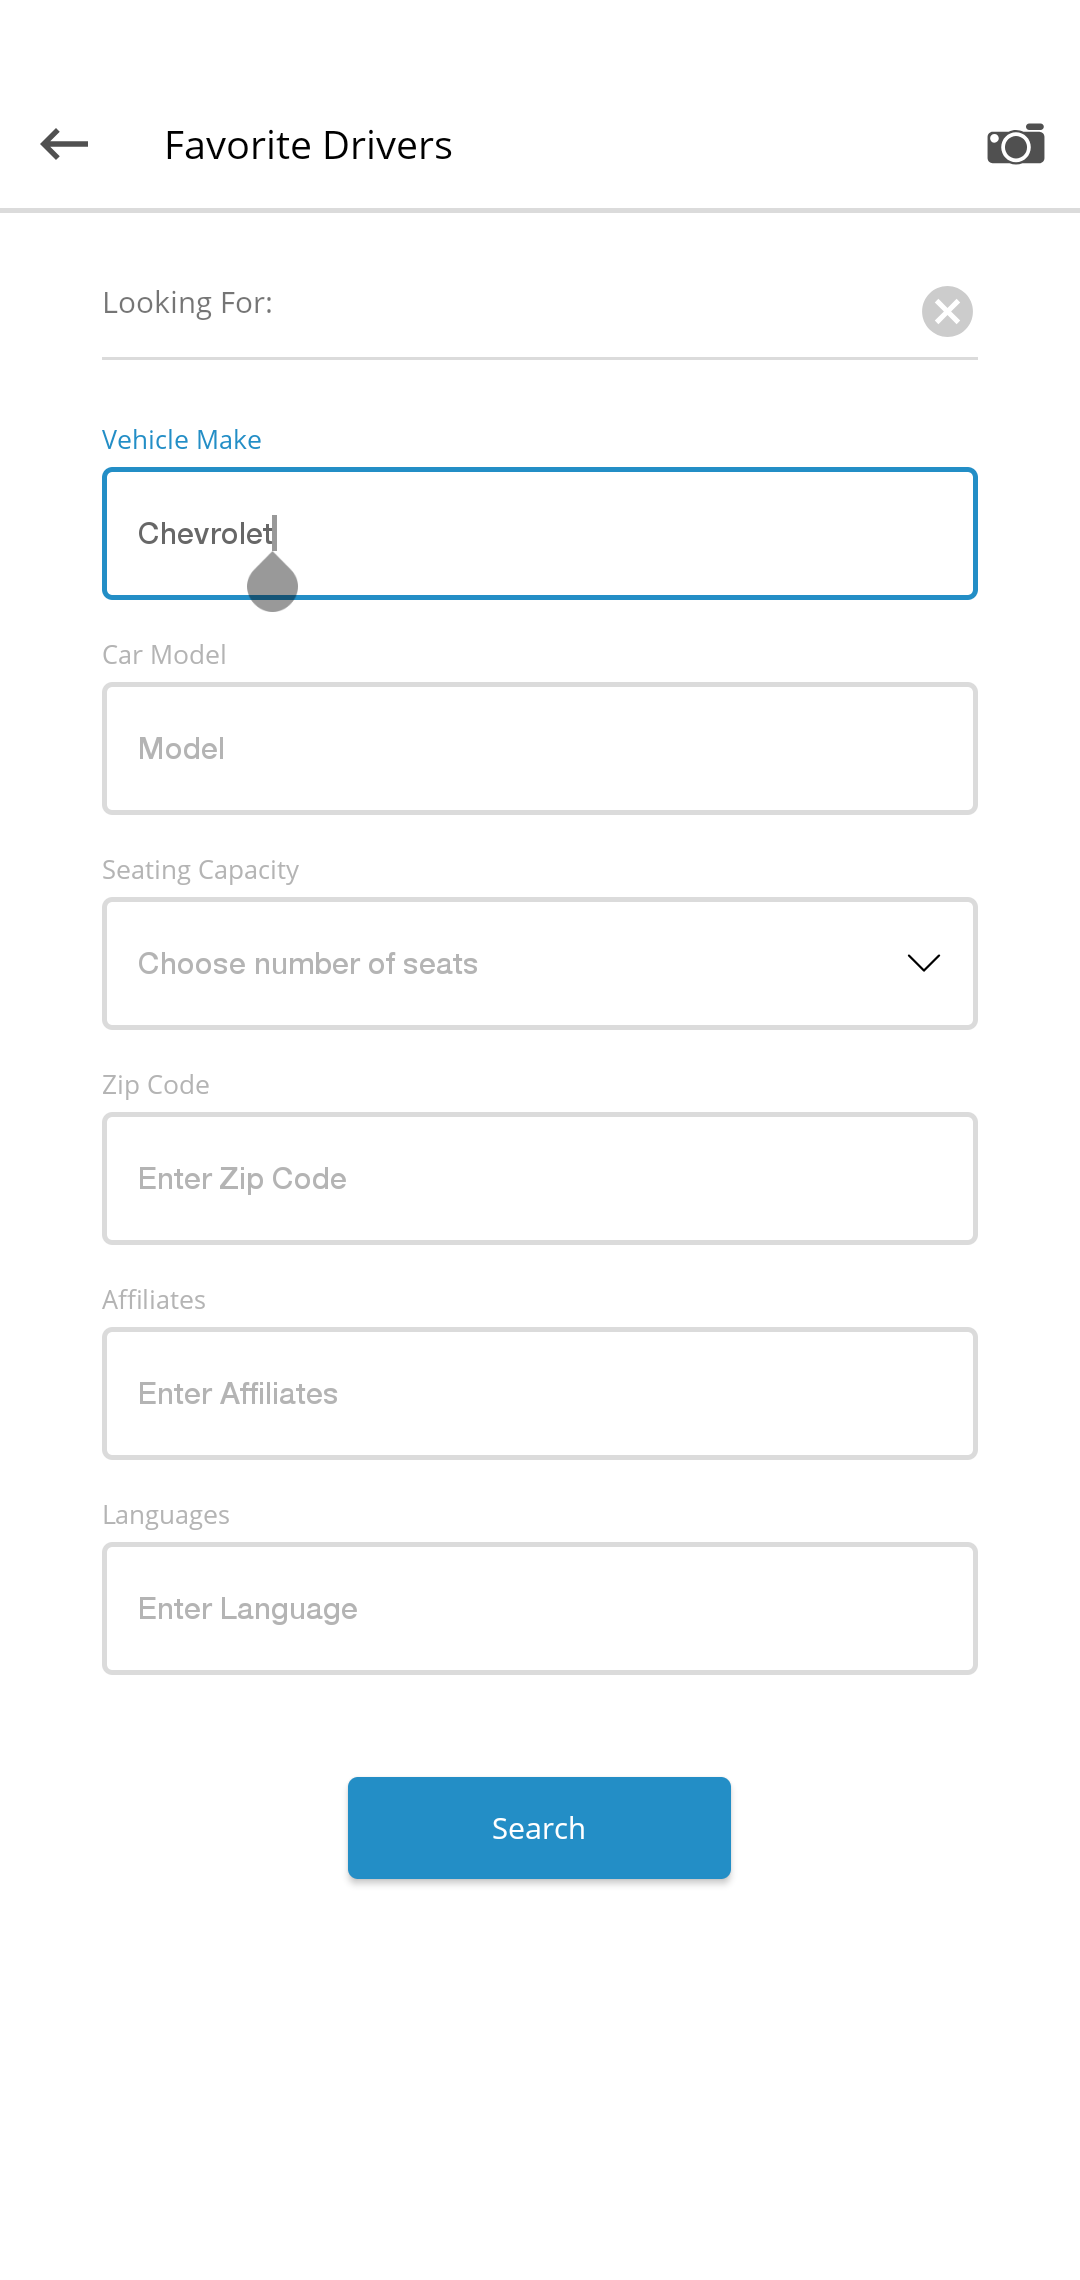 Favorite Drivers
Looking For:
Vehicle Make
Chevrolet
Car Model
Model
Seating Capacity
Choose number of seats
Zip Code
Enter Zip Code
Affiliates
Enter Affiliates
Languages
Enter Language
Search